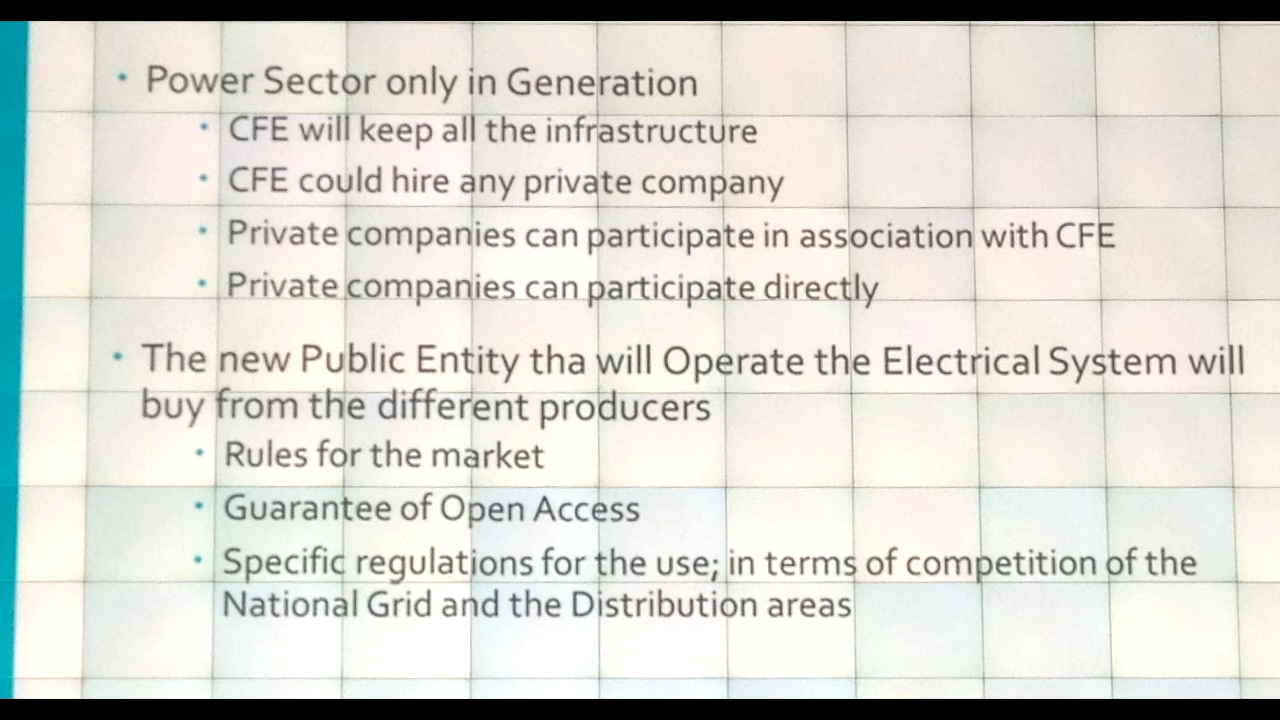 • Power Sector only in Generation
• CFE will keep all the infrastructure
• CFE could hire any private company
• Private companies can participate in association with CFE
• Private companies can participate directly
• The new Public Entity tha will Operate the Electrical System will
buy from the different producers
• Rules for the market
• Guarantee of Open Access
• Specific regulations for the use; in terms of competition of the
National Grid and the Distribution areas